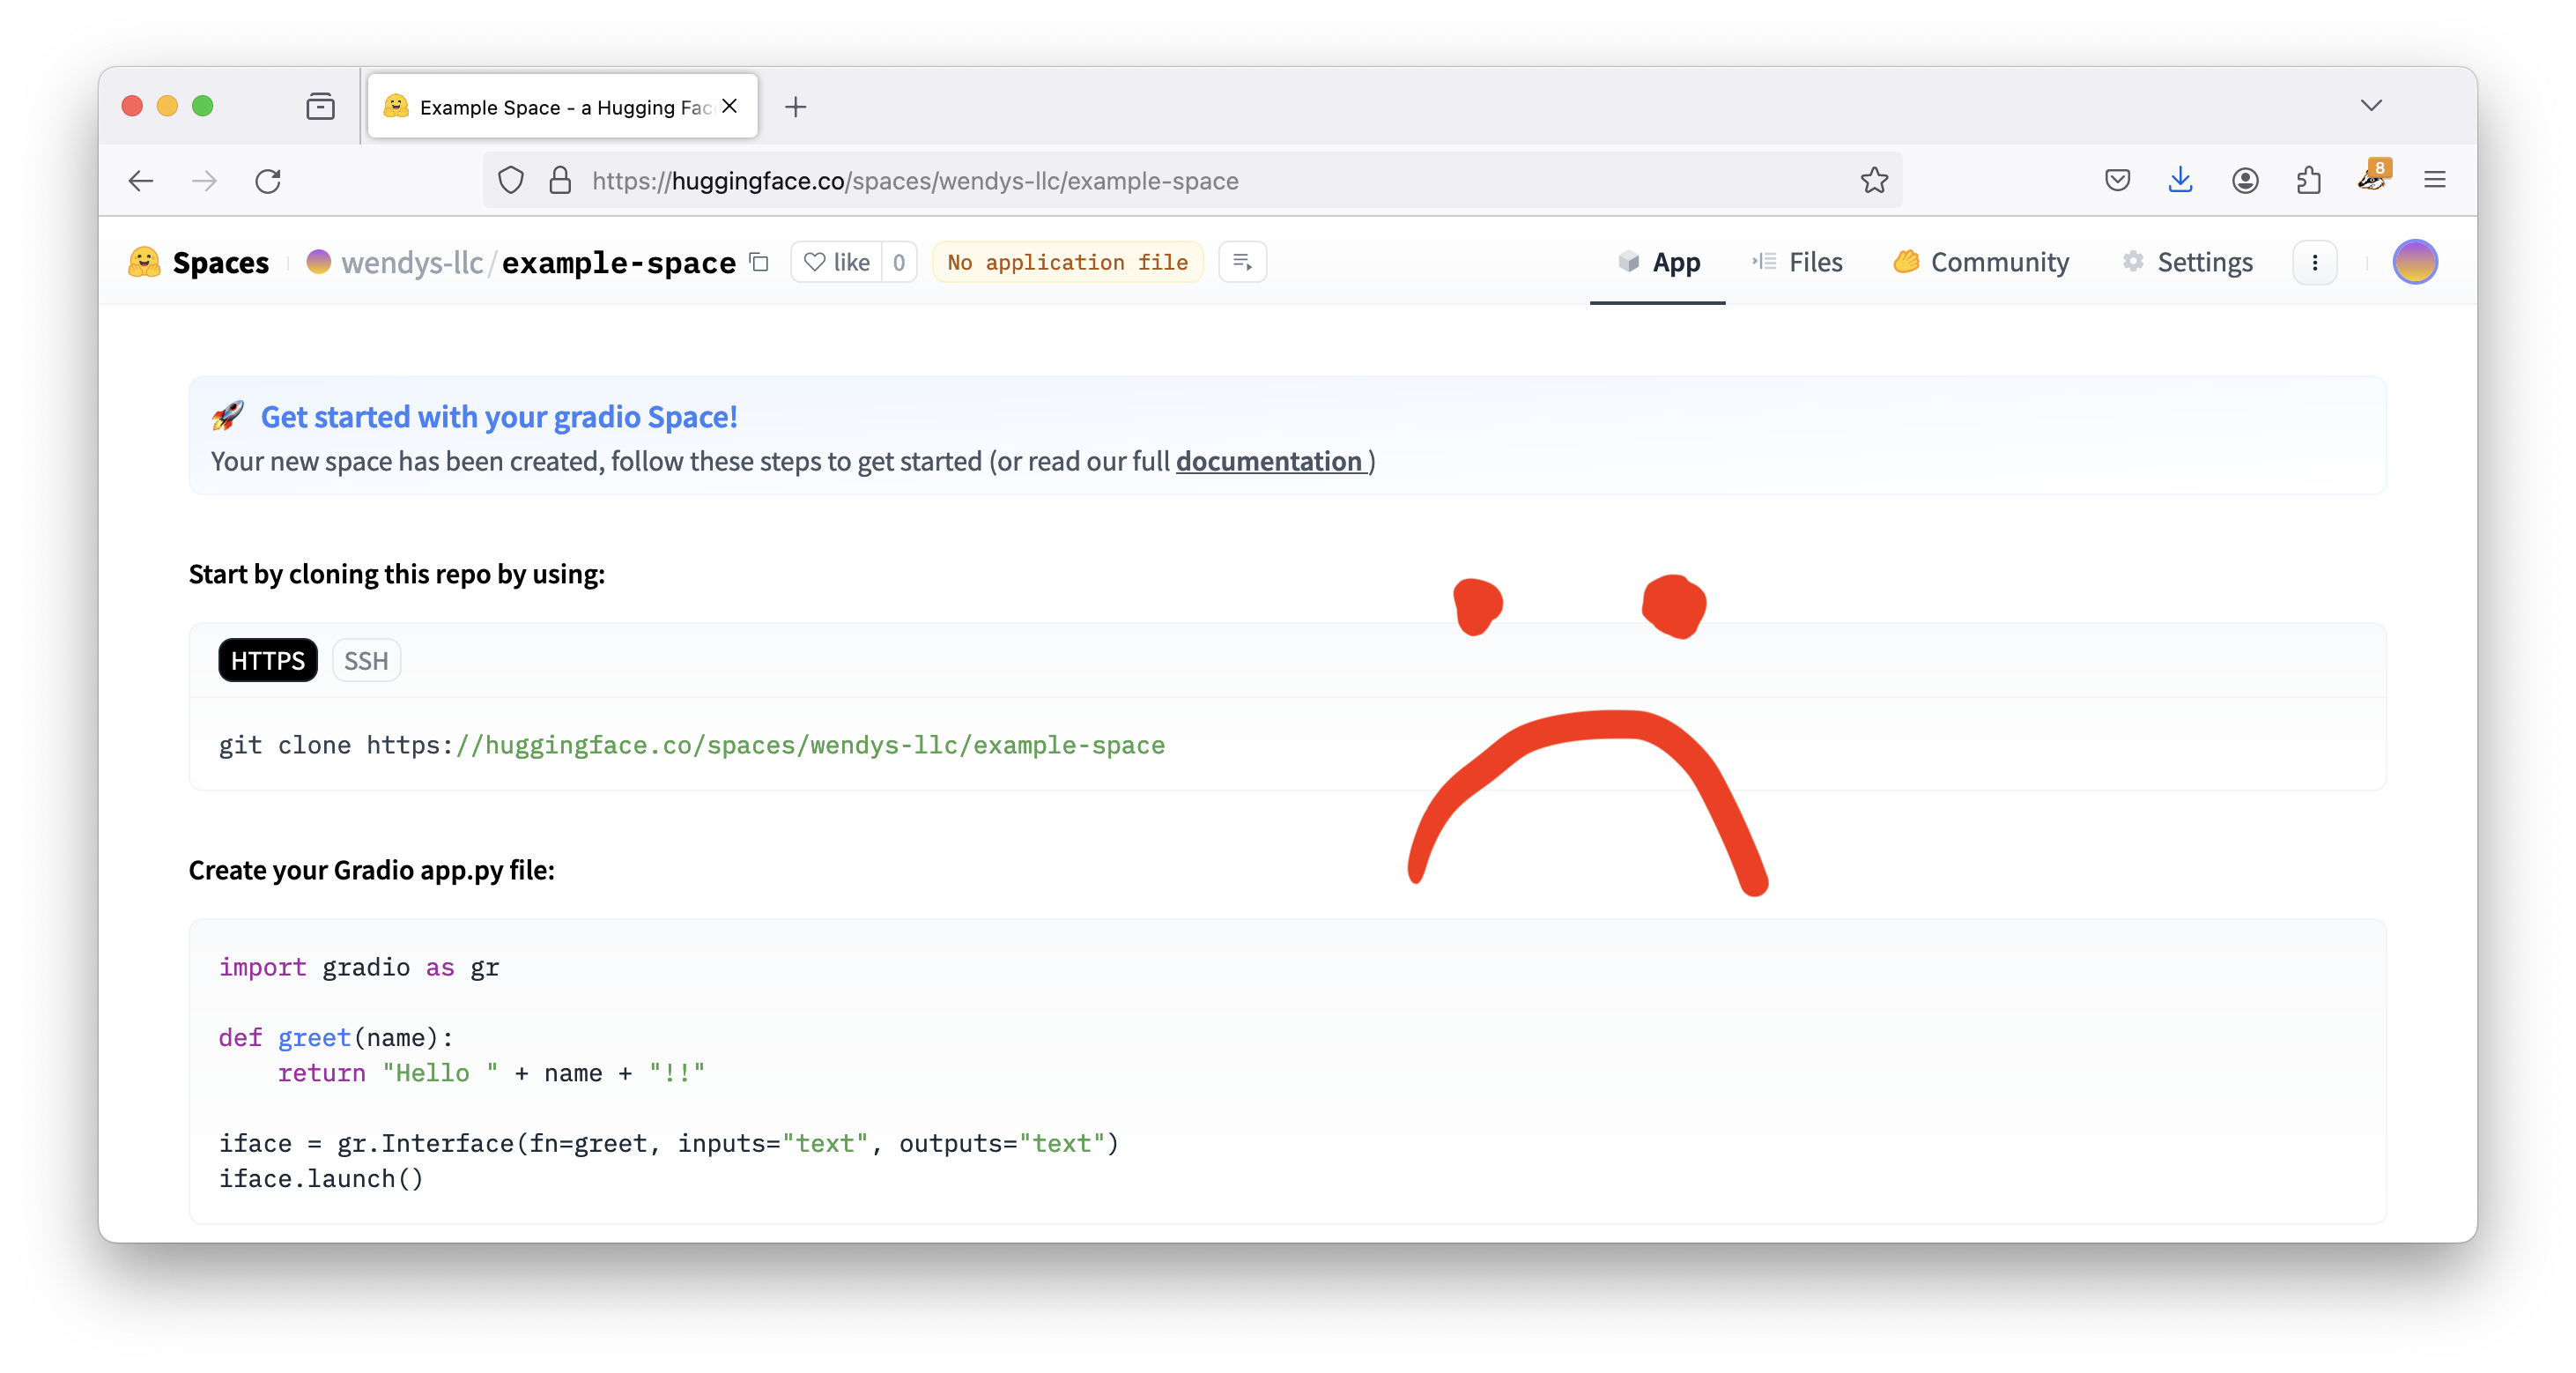 Example Space - a Hugging Fac
https://huggingface.co/spaces/wendys-llc/example-space
8
Spaces wendys-llc/example-space like 0 No application file App Files Community Settings
Get started with your gradio Space!
Your new space has been created, follow these steps to get started (or read our full documentation )
Start by cloning this repo by using:
HTTPS SSH
git clone https://huggingface.co/spaces/wendys-llc/example-space
Create your Gradio app.py file:
import gradio as gr
def greet(name):
    return "Hello " + name + "!!"
iface = gr.Interface(fn=greet, inputs="text", outputs="text")
iface.launch()